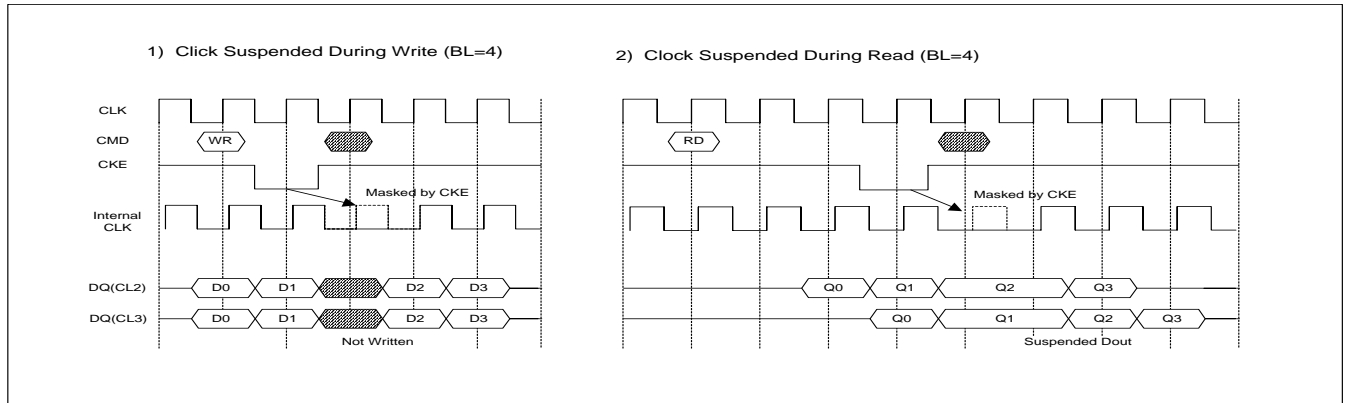 1) Click Suspended During Write (BL=4)
2) Clock Suspended During Read (BL=4)
CLK
CMD WR RD
CKE
Masked by CKE Masked by CKE
Internal
CLK
DQ(CL2) D0 D1 D2 D3 Q0 Q1 Q2 Q3
DQ(CL3) D0 D1 D2 D3 Q0 Q1 Q2 Q3
Not Written Suspended Dout